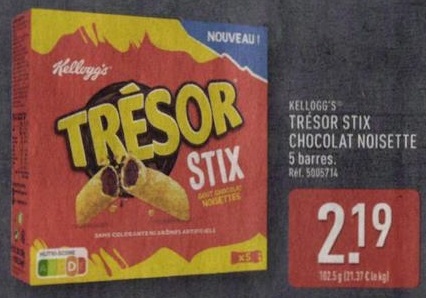 NOUVEAU !
Kellogg's
TRÉSOR
STIX
GOÛT CHOCOLAT
NOISETTES
SANS COLORANTS NI ARÔMES ARTIFICIELS
NUTRI-SCORE
D
x5
KELLOGG'S®
TRÉSOR STIX
CHOCOLAT NOISETTE
5 barres.
Réf. 5005714
2.19
102.5 g (21.37 € le kg)